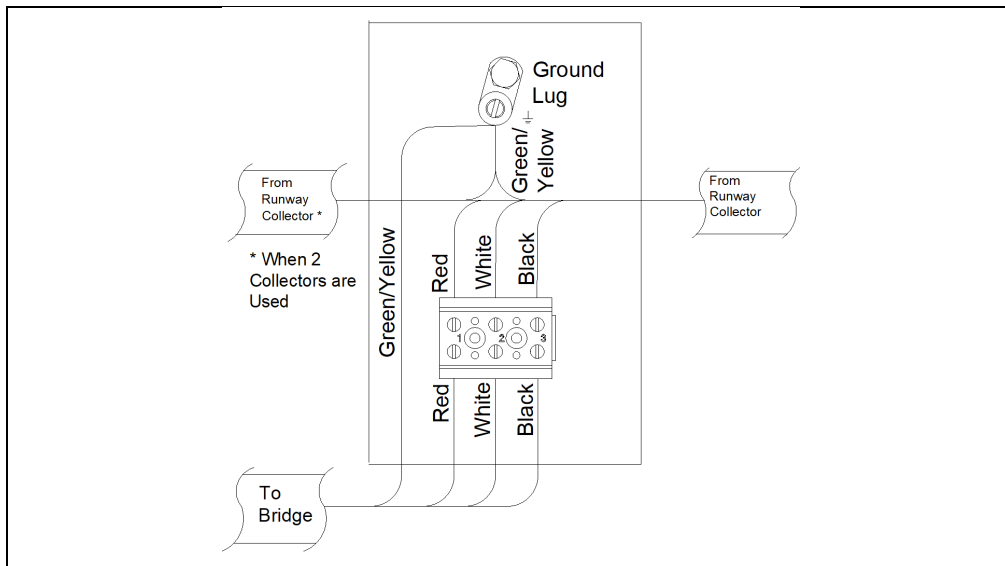 Ground
Lug
Green/
Yellow
From
Runway
Collector *
From
Runway
Collector
* When 2
Collectors are
Used
Green/Yellow
Red
White
Black
1
2
3
Red
White
Black
To
Bridge